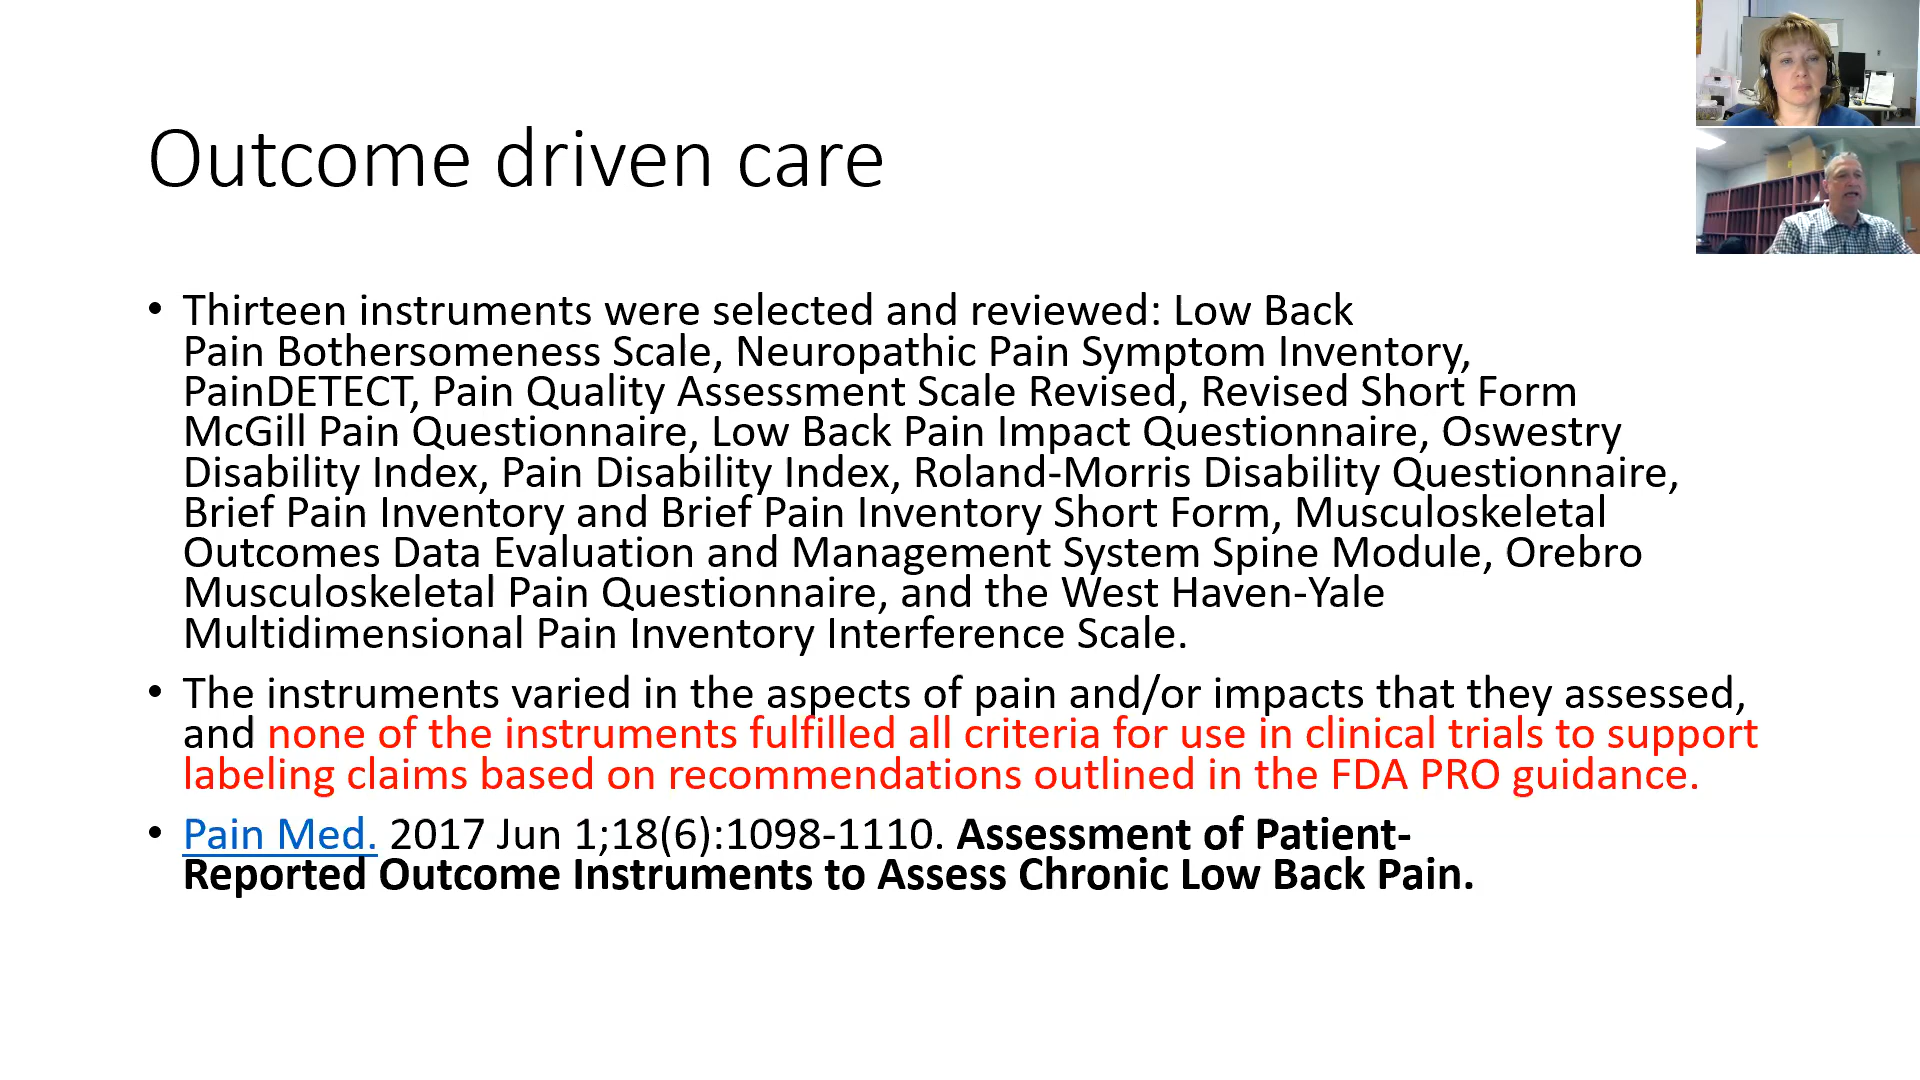 Outcome driven care
• Thirteen instruments were selected and reviewed: Low Back
Pain Bothersomeness Scale, Neuropathic Pain Symptom Inventory,
PainDETECT, Pain Quality Assessment Scale Revised, Revised Short Form
McGill Pain Questionnaire, Low Back Pain Impact Questionnaire, Oswestry
Disability Index, Pain Disability Index, Roland-Morris Disability Questionnaire,
Brief Pain Inventory and Brief Pain Inventory Short Form, Musculoskeletal
Outcomes Data Evaluation and Management System Spine Module, Orebro
Musculoskeletal Pain Questionnaire, and the West Haven-Yale
Multidimensional Pain Inventory Interference Scale.
• The instruments varied in the aspects of pain and/or impacts that they assessed,
and none of the instruments fulfilled all criteria for use in clinical trials to support
labeling claims based on recommendations outlined in the FDA PRO guidance.
• Pain Med. 2017 Jun 1;18(6):1098-1110. Assessment of Patient-
Reported Outcome Instruments to Assess Chronic Low Back Pain.